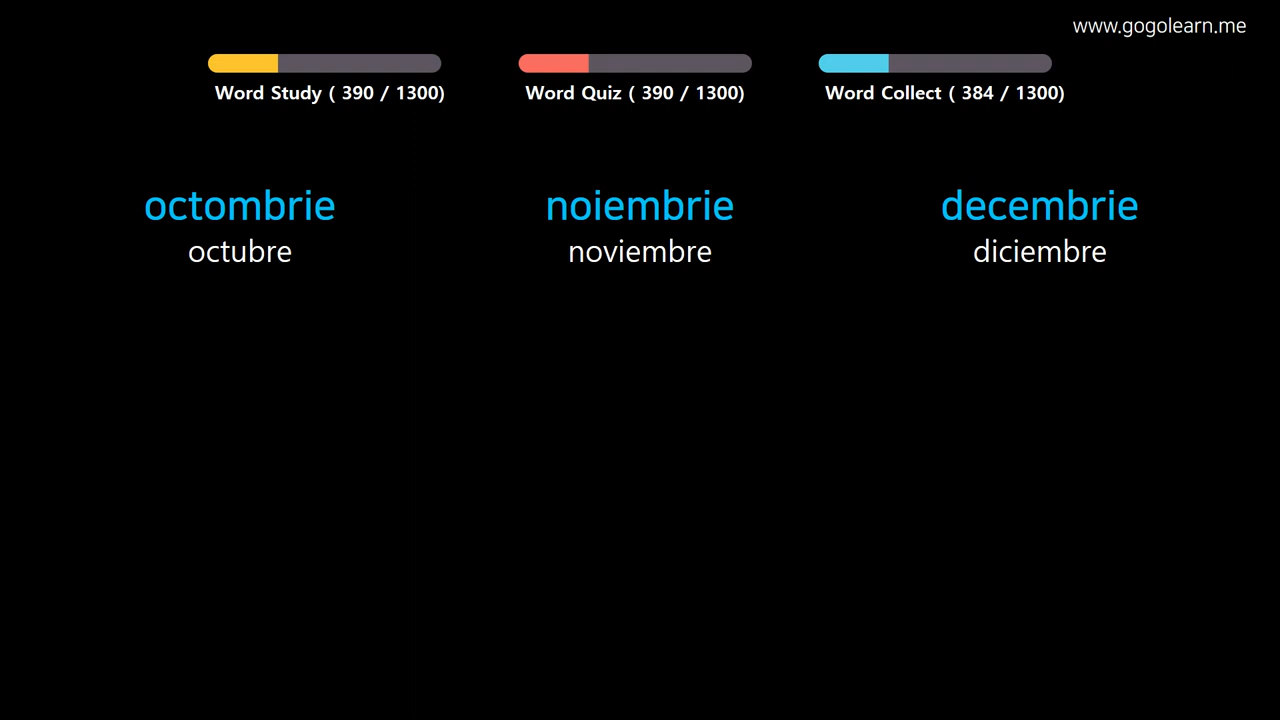 www.gogolearn.me
Word Study ( 390 / 1300)
Word Quiz ( 390 / 1300)
Word Collect ( 384 / 1300)
octombrie
octubre
noiembrie
noviembre
decembrie
diciembre